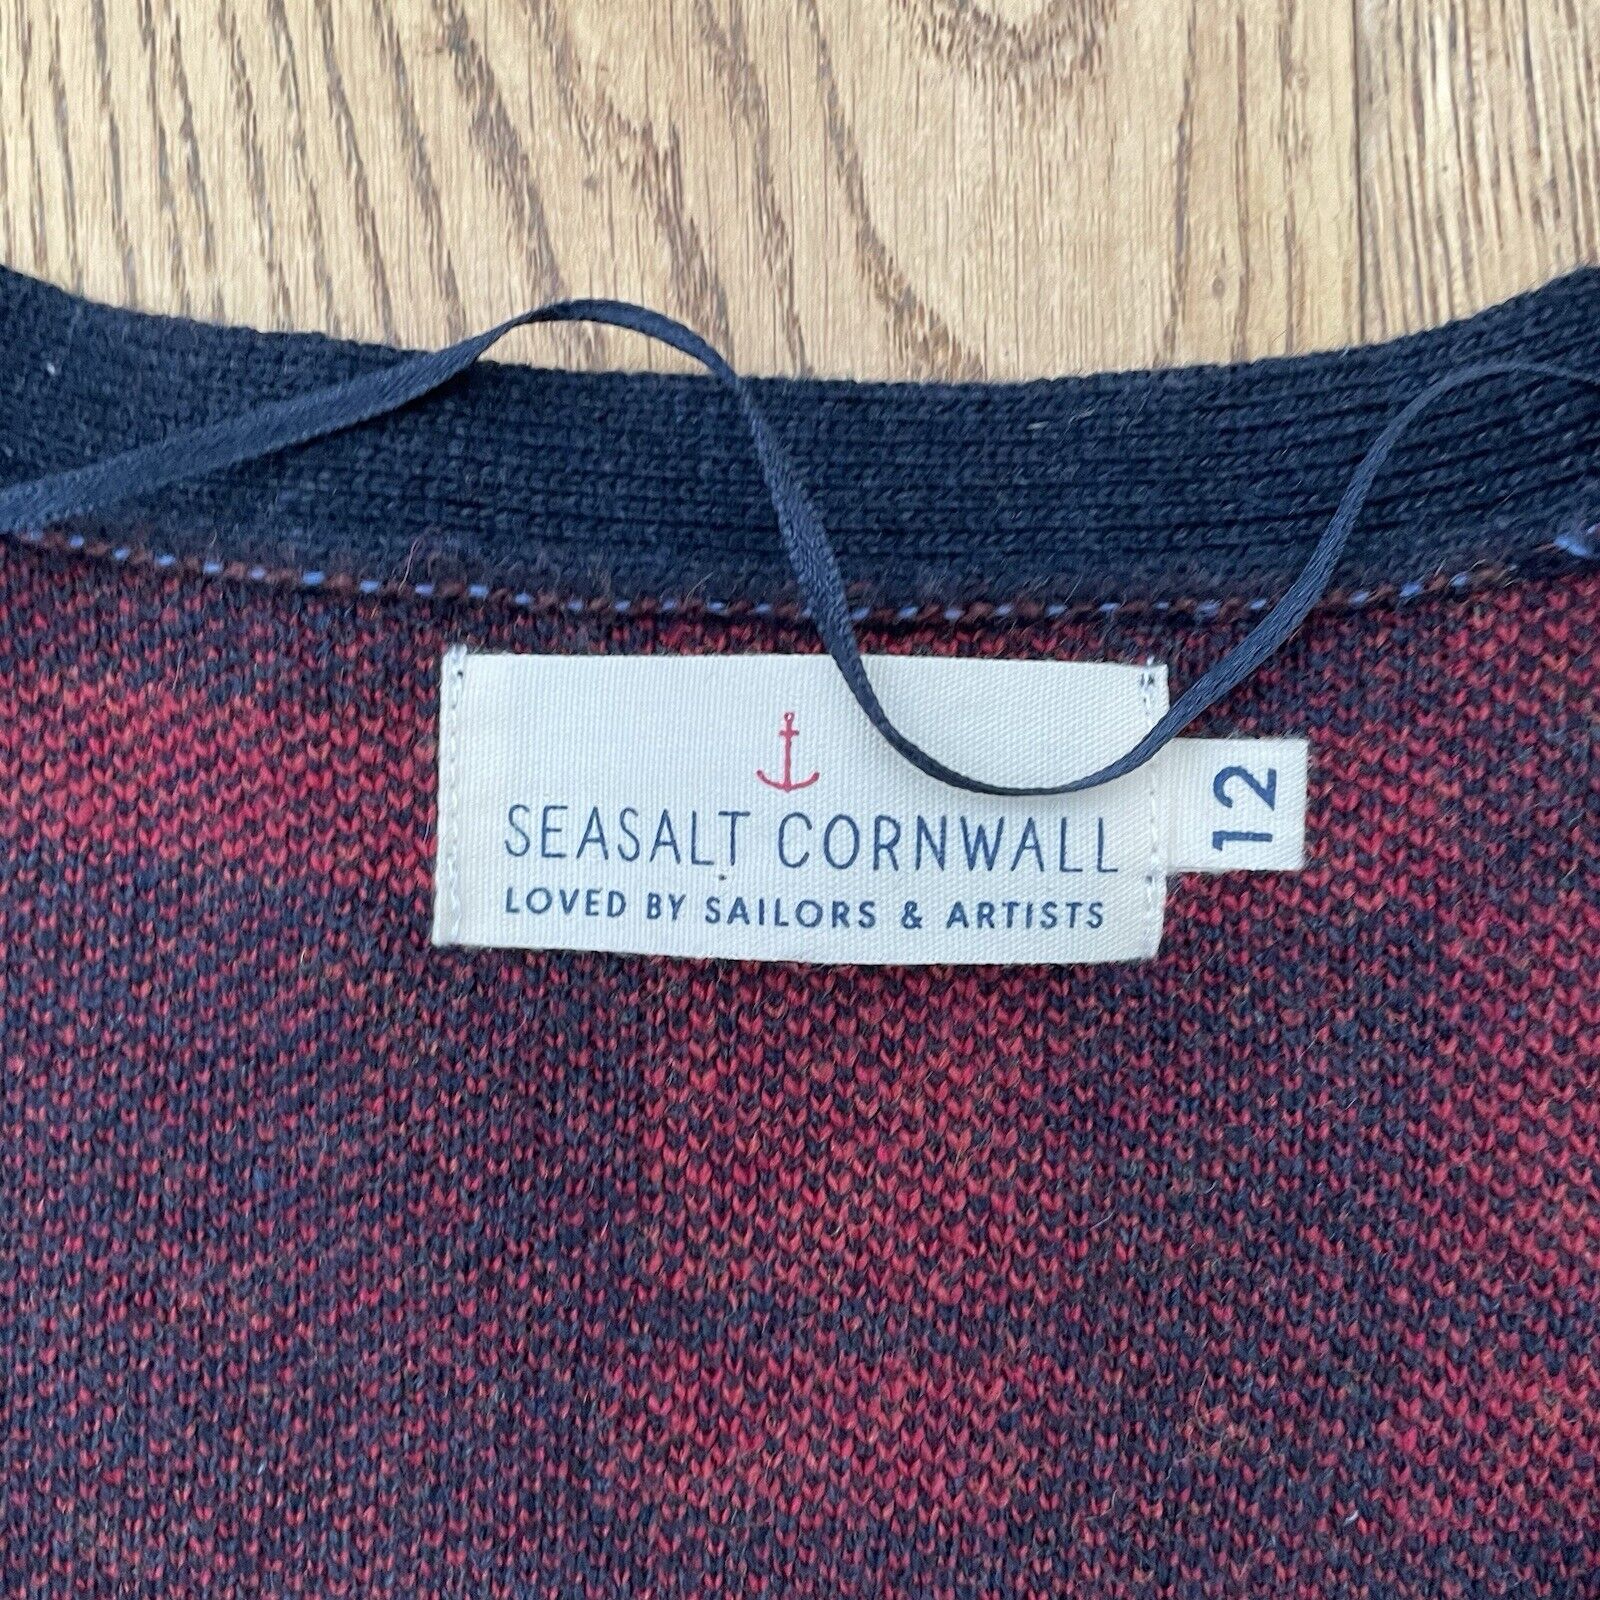 SEASALT CORNWALL
LOVED BY SAILORS & ARTISTS
12